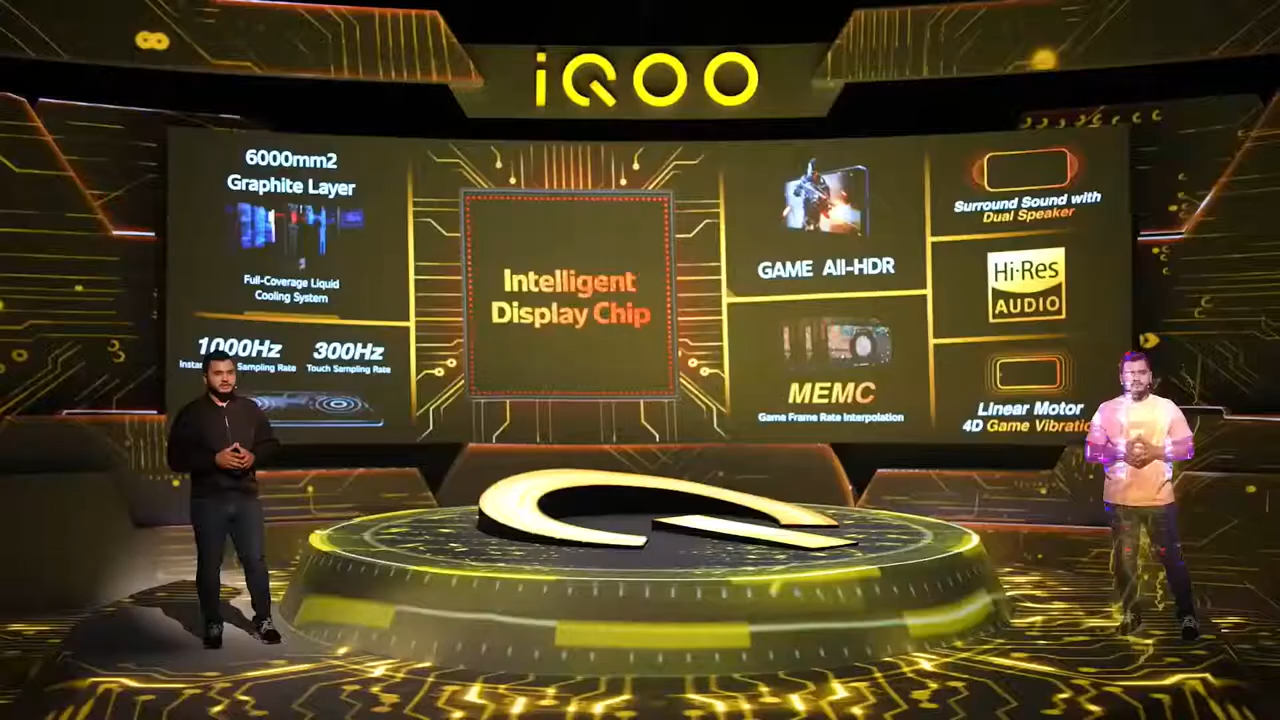 iQOO
6000mm2
Graphite Layer
Full-Coverage Liquid
Cooling System
1000Hz
Sampling Rate
300Hz
Touch Sampling Rate
Intelligent
Display Chip
GAME All-HDR
MEMC
Game Frame Rate Interpolation
Surround Sound with
Dual Speaker
Hi-Res
AUDIO
Linear Motor
4D Game